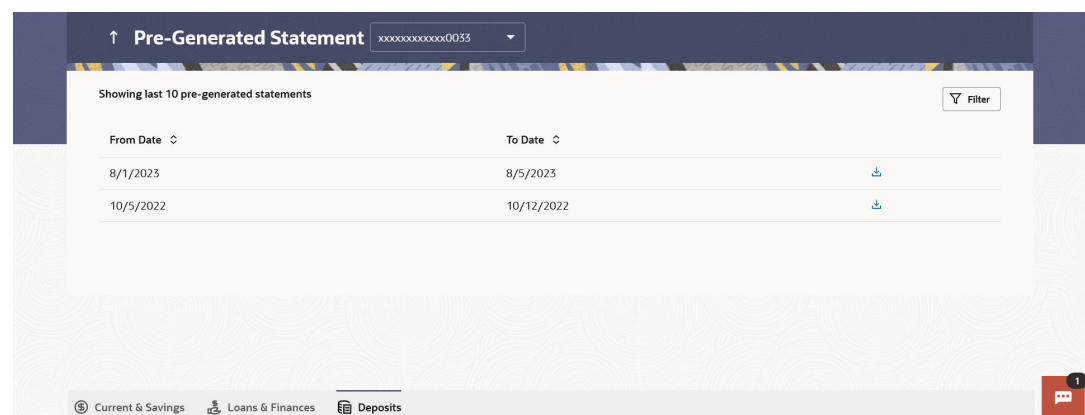 ↑ Pre-Generated Statement xxxxxxxxxxxx0033
Showing last 10 pre-generated statements
Filter
From Date To Date
8/1/2023 8/5/2023
10/5/2022 10/12/2022
1
Current & Savings Loans & Finances Deposits